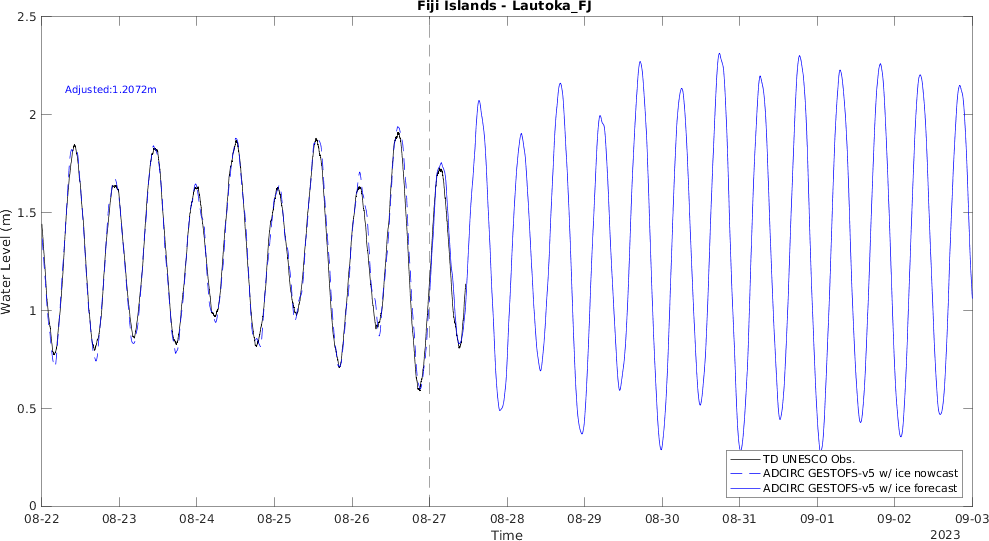 Fiji Islands - Lautoka_FJ
2.5
Adjusted:1.2072m
2
1.5
Water Level (m)
1
0.5
TD UNESCO Obs.
ADCIRC GESTOFS-v5 w/ ice nowcast
ADCIRC GESTOFS-v5 w/ ice forecast
0
08-22 08-23 08-24 08-25 08-26 08-27 08-28 08-29 08-30 08-31 09-01 09-02 09-03
Time
2023